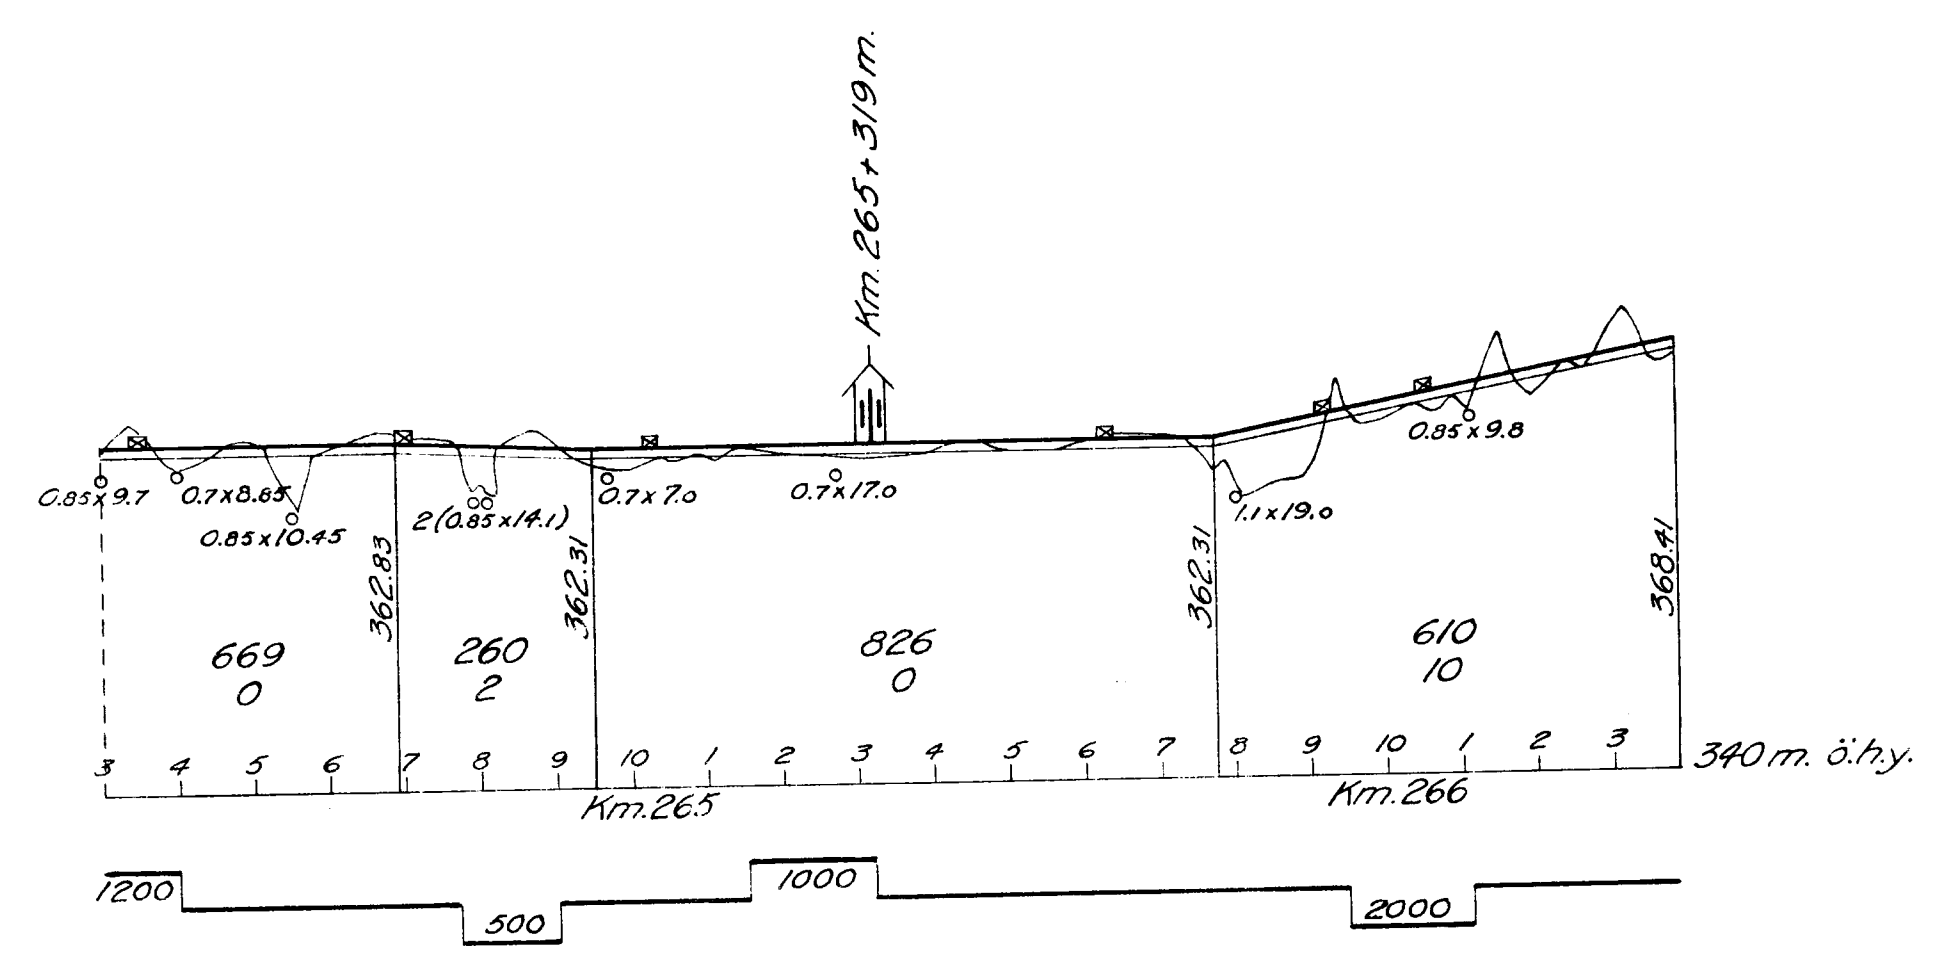 Km. 265 + 319 m.
0.85 x 9.7
0.7 x 8.85
0.85 x 10.45
2 (0.85 x 14.1)
0.7 x 7.0
0.7 x 17.0
1.1 x 19.0
0.85 x 9.8
362.83
362.31
362.31
368.41
669
0
260
2
826
0
610
10
3 4 5 6 7 8 9 10 1 2 3 4 5 6 7 8 9 10 1 2 3
340 m. ö.h.y.
Km. 265
Km. 266
1200
500
1000
2000